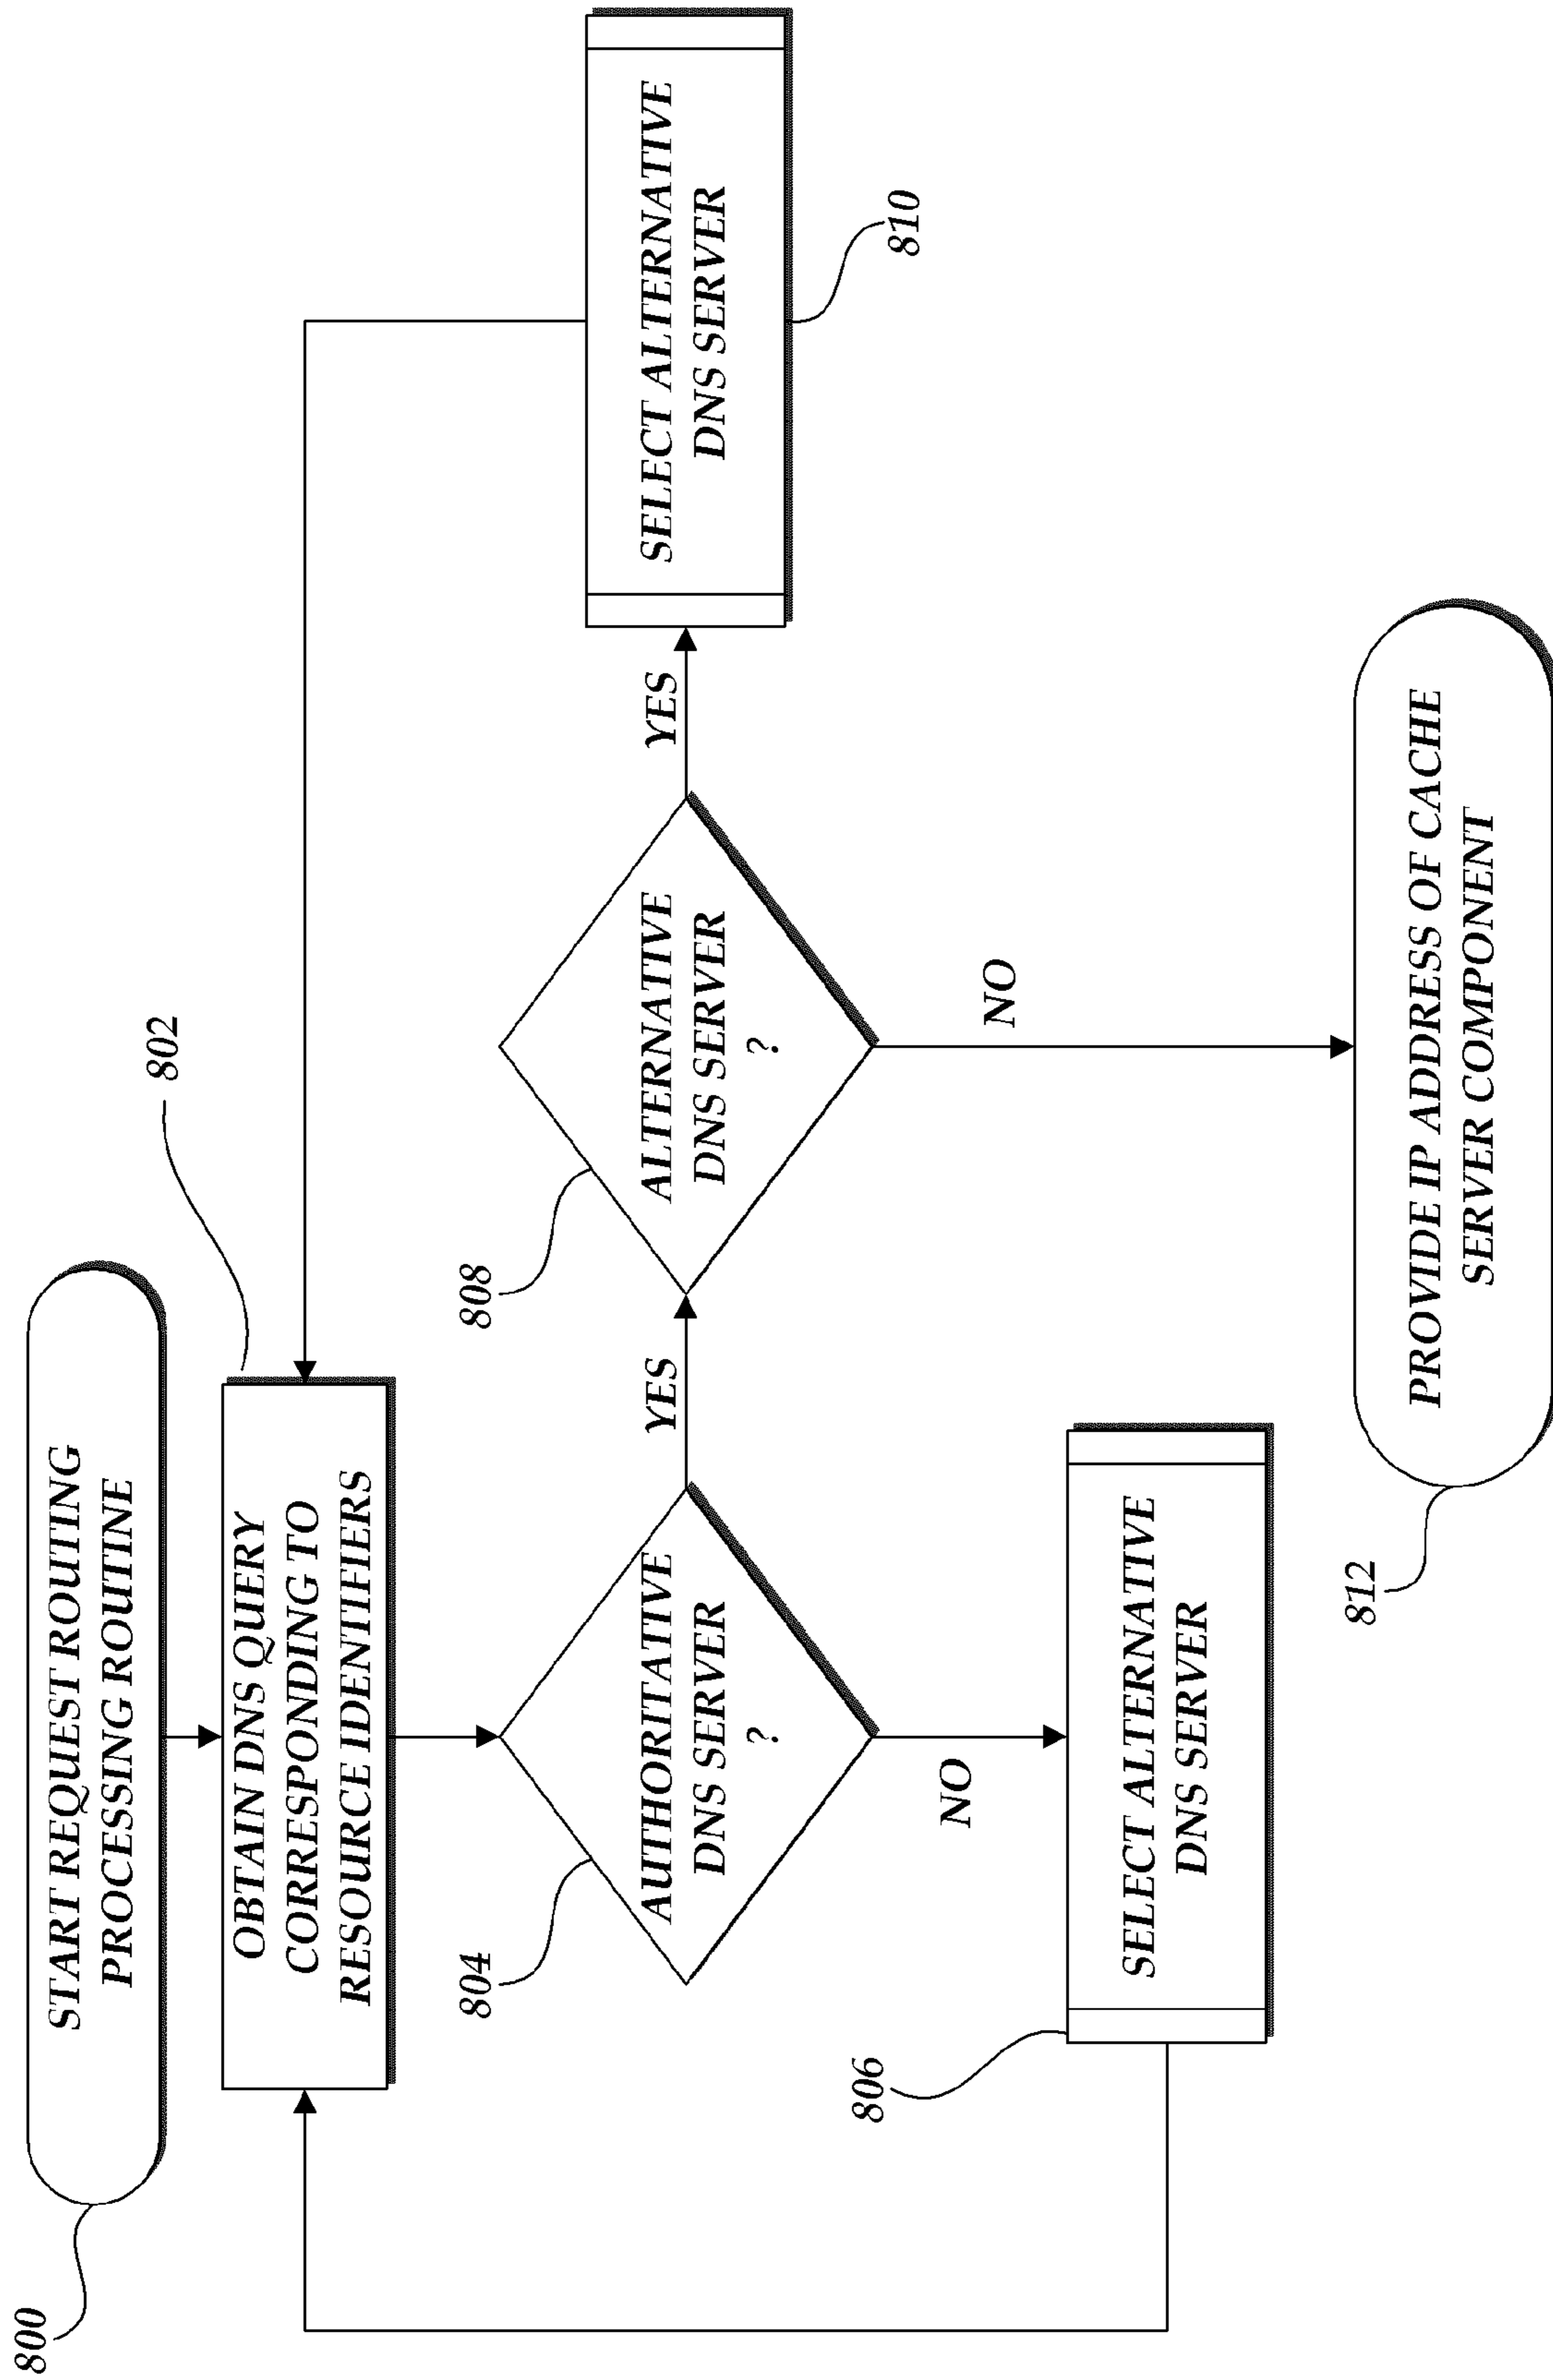 800
START REQUEST ROUTING
PROCESSING ROUTINE
802
OBTAIN DNS QUERY
CORRESPONDING TO
RESOURCE IDENTIFIERS
804
AUTHORITATIVE
DNS SERVER
?
YES
NO
806
SELECT ALTERNATIVE
DNS SERVER
808
ALTERNATIVE
DNS SERVER
?
YES
NO
SELECT ALTERNATIVE
DNS SERVER
810
812
PROVIDE IP ADDRESS OF CACHE
SERVER COMPONENT